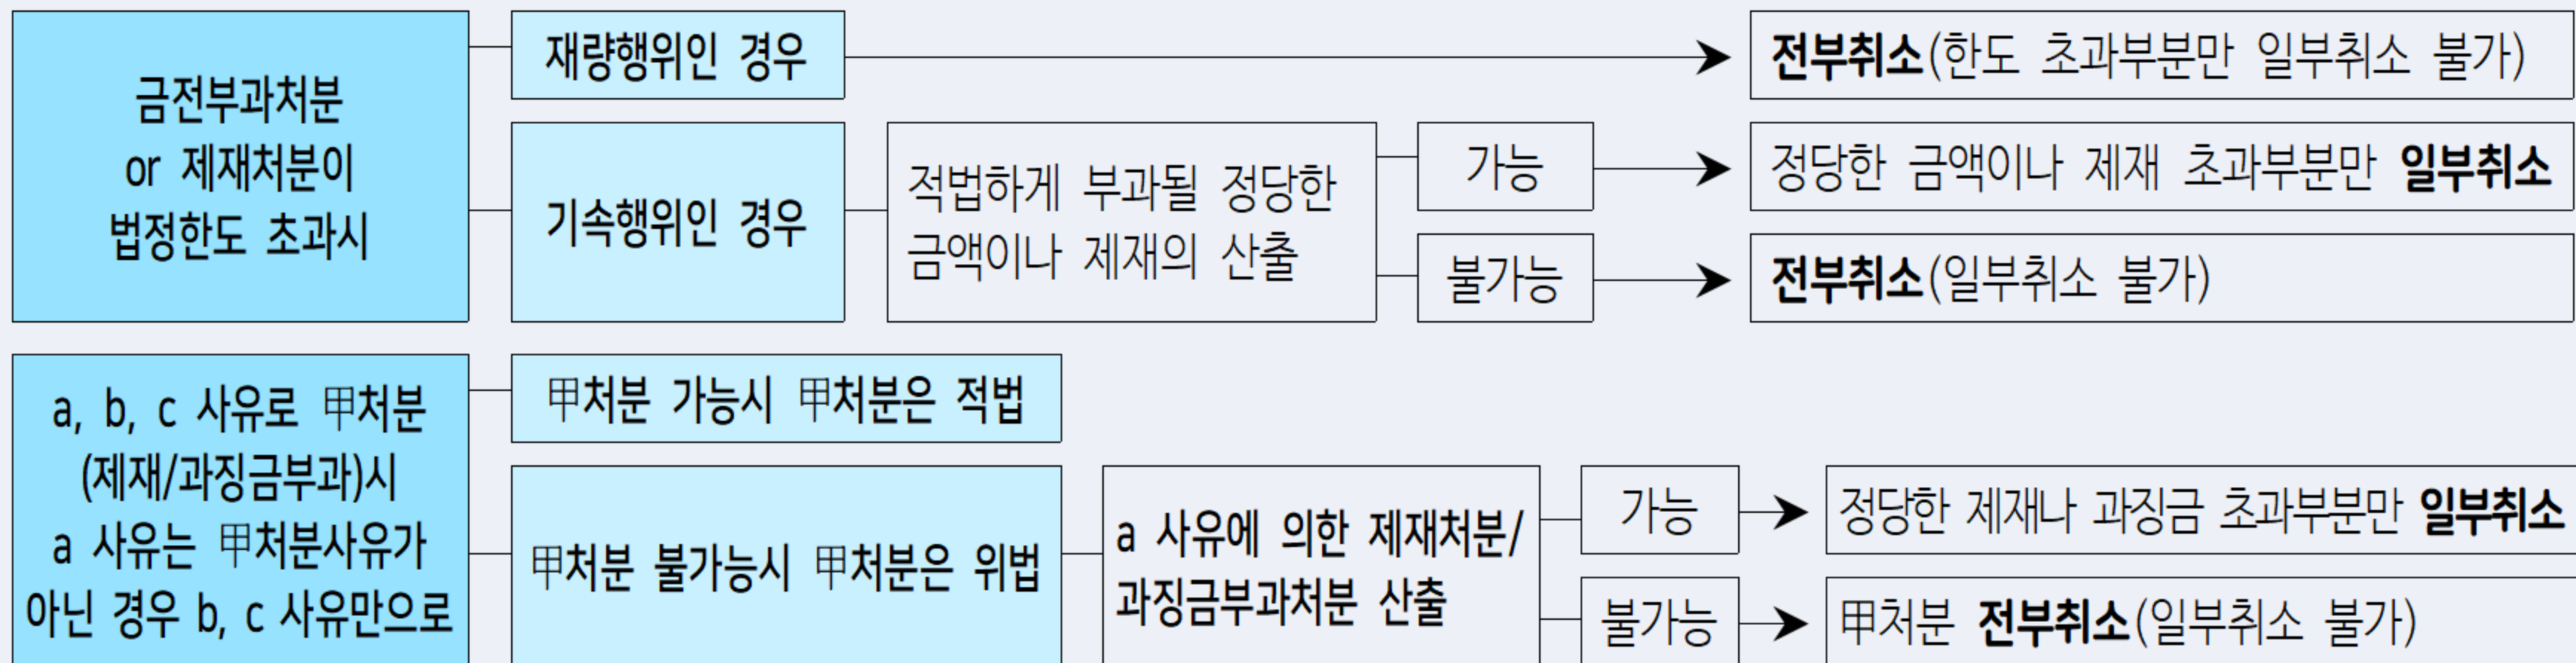 금전부과처분
or 제재처분이
법정한도 초과시
재량행위인 경우
전부취소(한도 초과부분만 일부취소 불가)
기속행위인 경우
적법하게 부과될 정당한
금액이나 제재의 산출
가능
정당한 금액이나 제재 초과부분만 일부취소
불가능
전부취소(일부취소 불가)
a, b, c 사유로 甲처분
(제재/과징금부과)시
a 사유는 甲처분사유가
아닌 경우 b, c 사유만으로
甲처분 가능시 甲처분은 적법
甲처분 불가능시 甲처분은 위법
a 사유에 의한 제재처분/
과징금부과처분 산출
가능
정당한 제재나 과징금 초과부분만 일부취소
불가능
甲처분 전부취소(일부취소 불가)